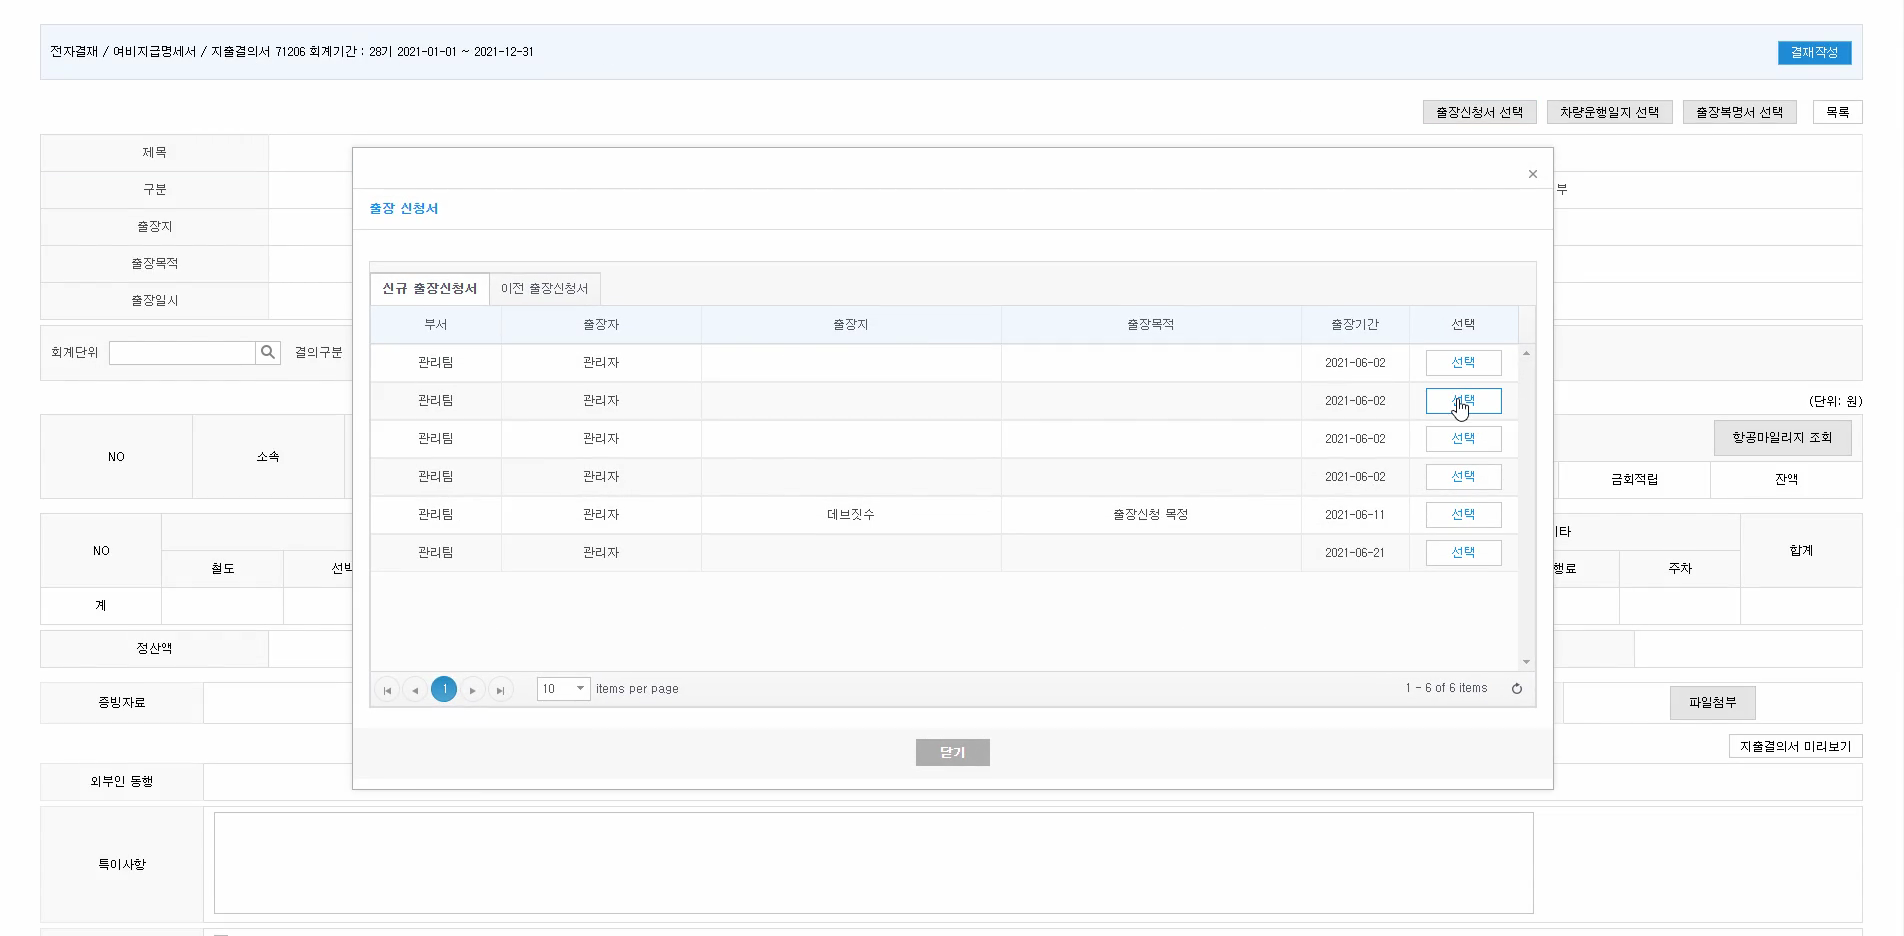 전자결재 / 여비지급명세서 / 지출결의서 71206 회계기간 : 28기 2021-01-01 ~ 2021-12-31
결재작성
출장신청서 선택 차량운행일지 선택 출장복명서 선택 목록
제목
구분 부
출장지
출장목적
출장일시
회계단위 결의구분
(단위: 원)
NO 소속 항공마일리지 조회
금회적립 잔액
NO 합계
철도 주차
계
정산액
증빙자료 파일첨부
지출결의서 미리보기
외부인 동행
특이사항
×
출장 신청서
신규 출장신청서 이전 출장신청서
부서 출장자 출장지 출장목적 출장기간 선택
관리팀 관리자 2021-06-02 선택
관리팀 관리자 2021-06-02 선택
관리팀 관리자 2021-06-02 선택
관리팀 관리자 2021-06-02 선택
관리팀 관리자 데브짓수 출장신청 목정 2021-06-11 선택
관리팀 관리자 2021-06-21 선택
1 10 items per page 1 - 6 of 6 items
닫기